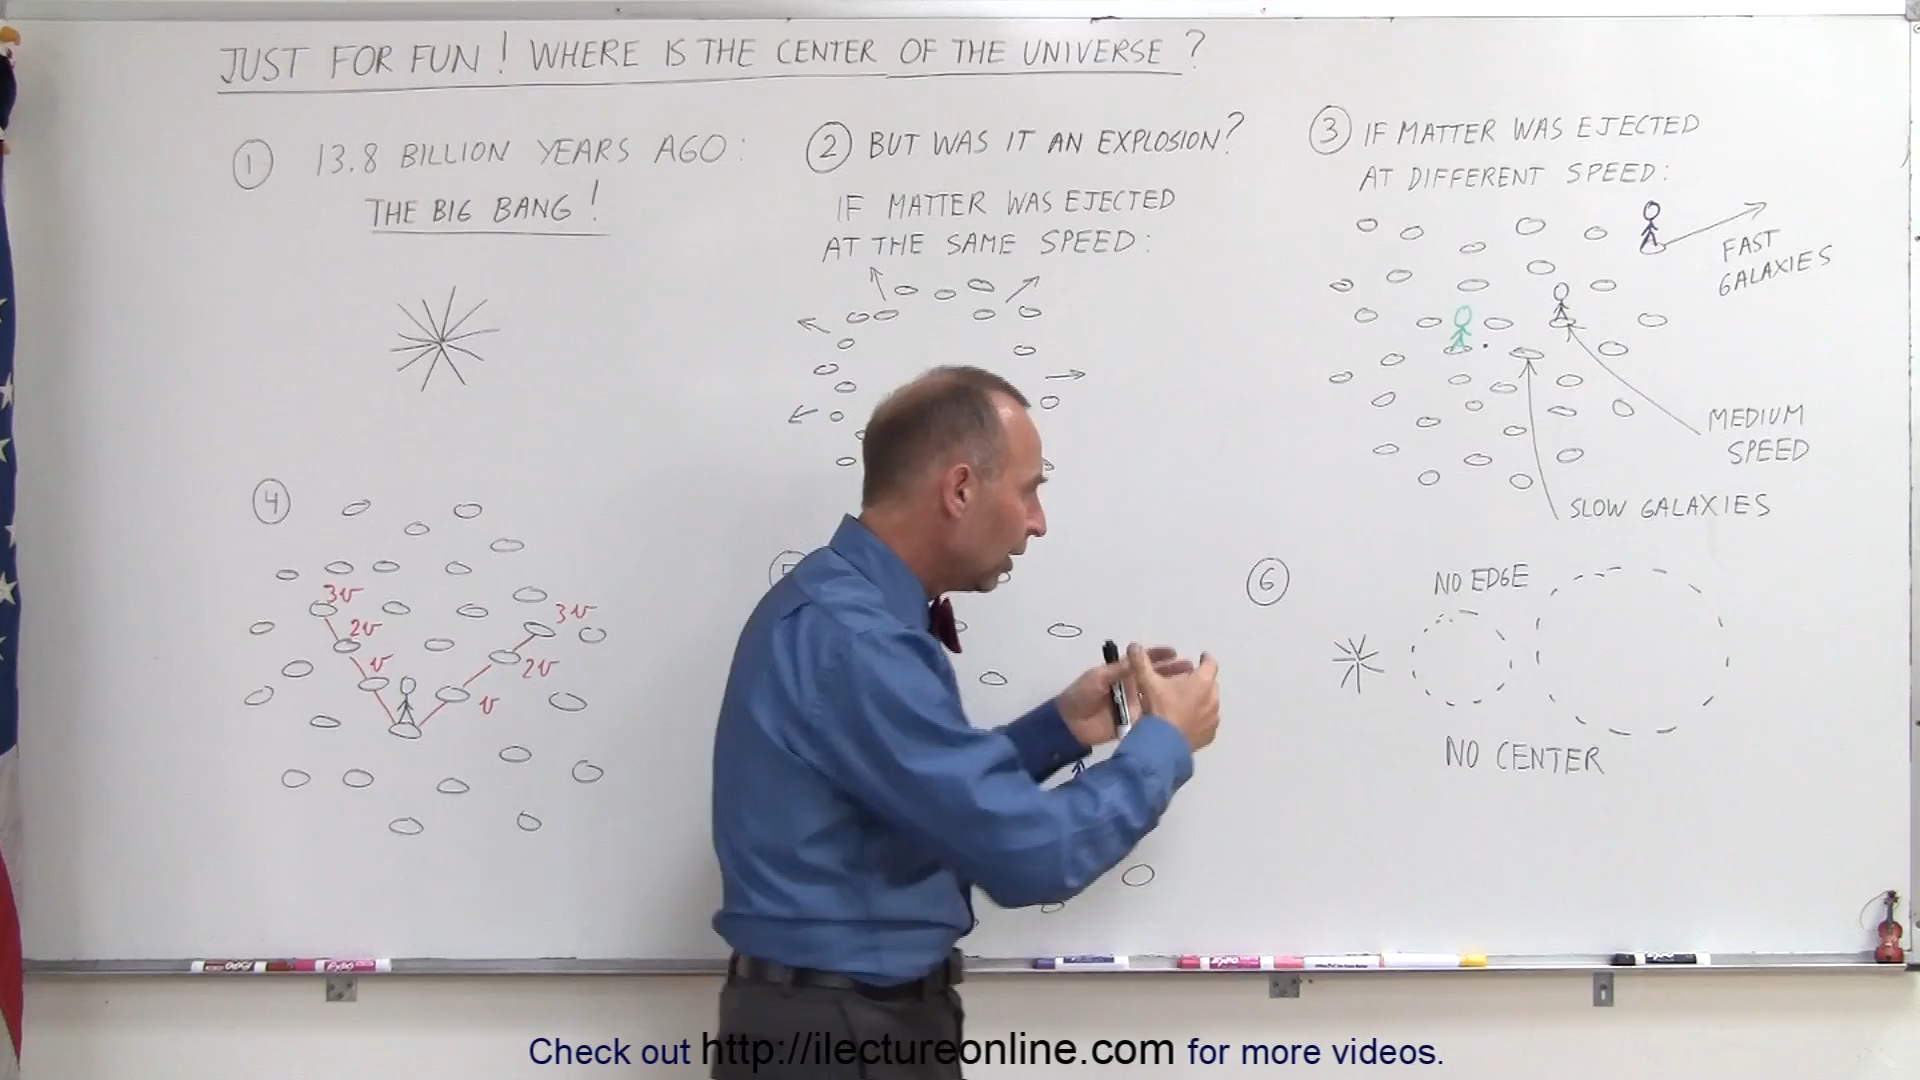 JUST FOR FUN! WHERE IS THE CENTER OF THE UNIVERSE?
① 13.8 BILLION YEARS AGO:
THE BIG BANG!
② BUT WAS IT AN EXPLOSION?
IF MATTER WAS EJECTED
AT THE SAME SPEED:
③ IF MATTER WAS EJECTED
AT DIFFERENT SPEED:
FAST
GALAXIES
MEDIUM
SPEED
SLOW GALAXIES
④
3v
2v
v
3v
2v
v
⑥
NO EDGE
NO CENTER
EXPO
EXPO
Check out http://ilectureonline.com for more videos.